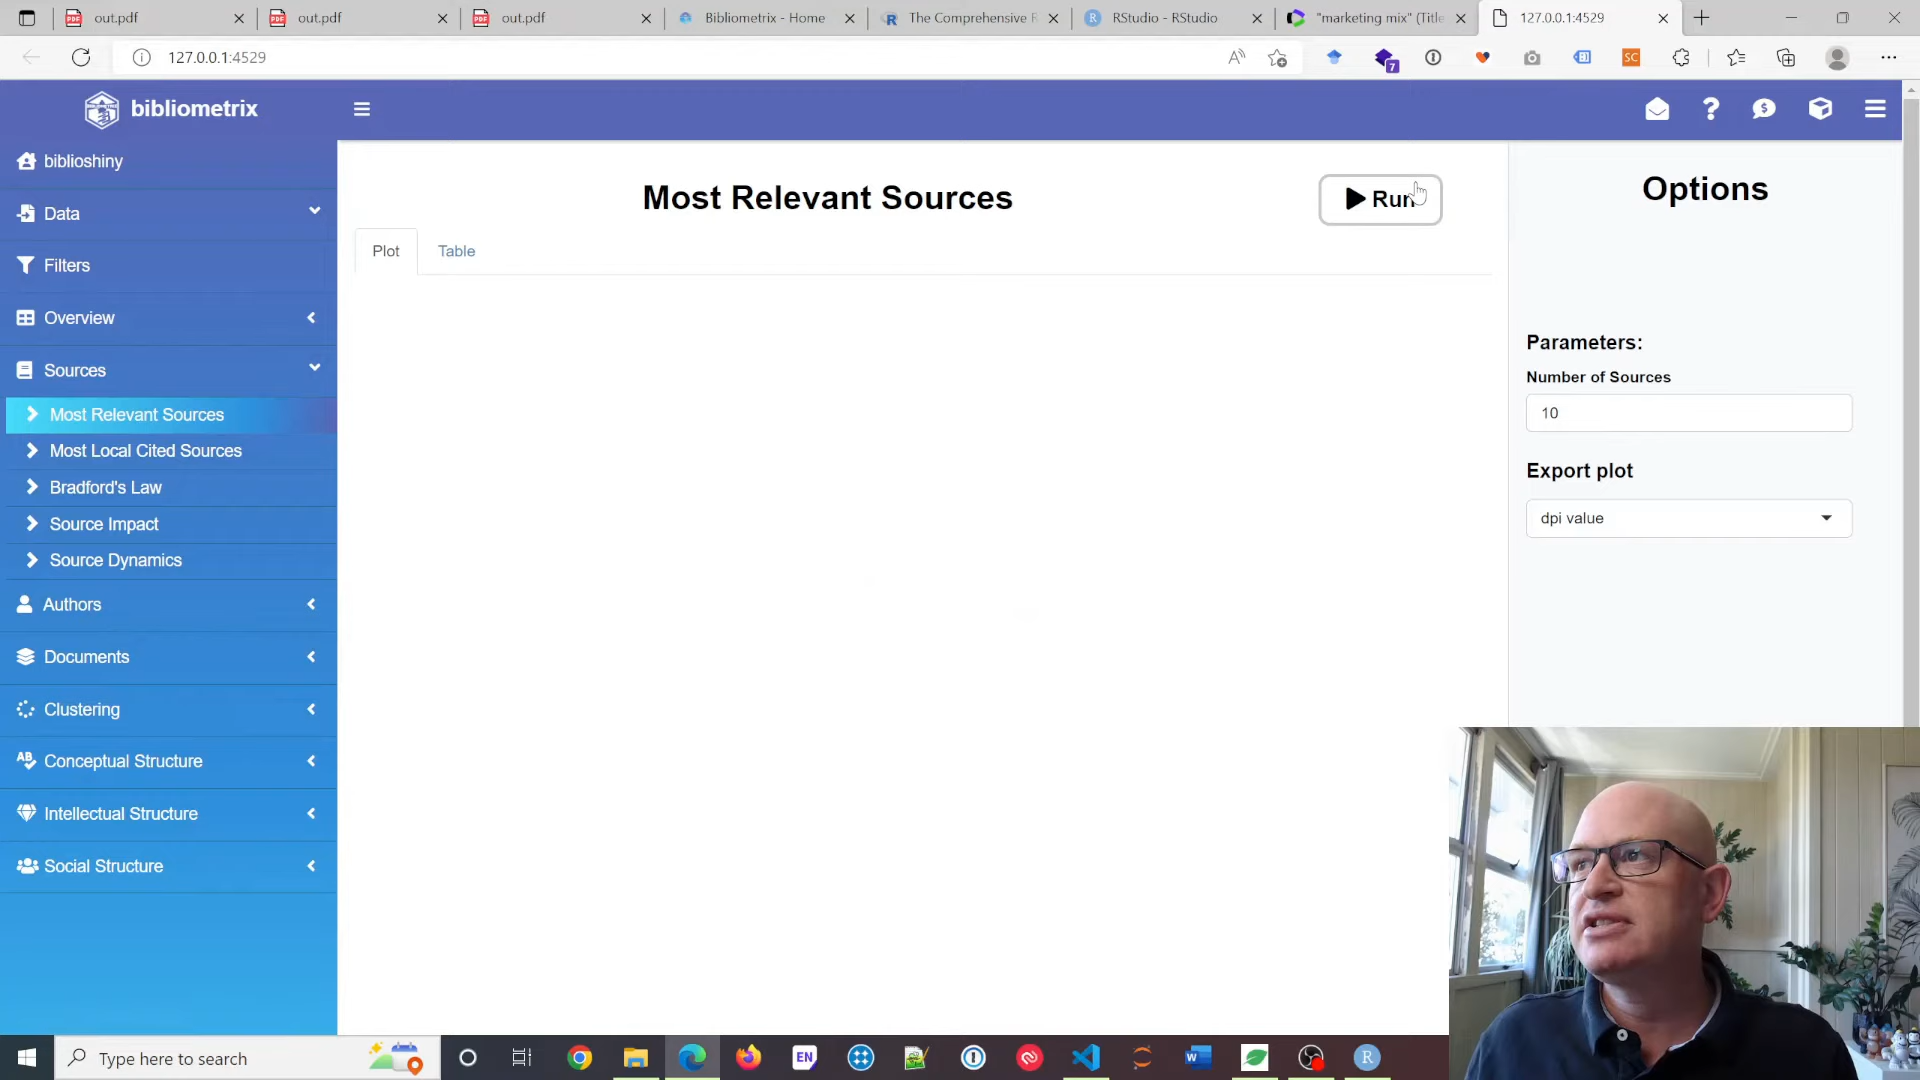 out.pdf
out.pdf
out.pdf
Bibliometrix - Home
The Comprehensive R
RStudio - RStudio
"marketing mix" (Title
127.0.0.1:4529
127.0.0.1:4529
7
SC
bibliometrix
biblioshiny
Data
Filters
Overview
Sources
Most Relevant Sources
Most Local Cited Sources
Bradford's Law
Source Impact
Source Dynamics
Authors
Documents
Clustering
Conceptual Structure
Intellectual Structure
Social Structure
Most Relevant Sources
Run
Plot
Table
Options
Parameters:
Number of Sources
10
Export plot
dpi value
Type here to search
EN